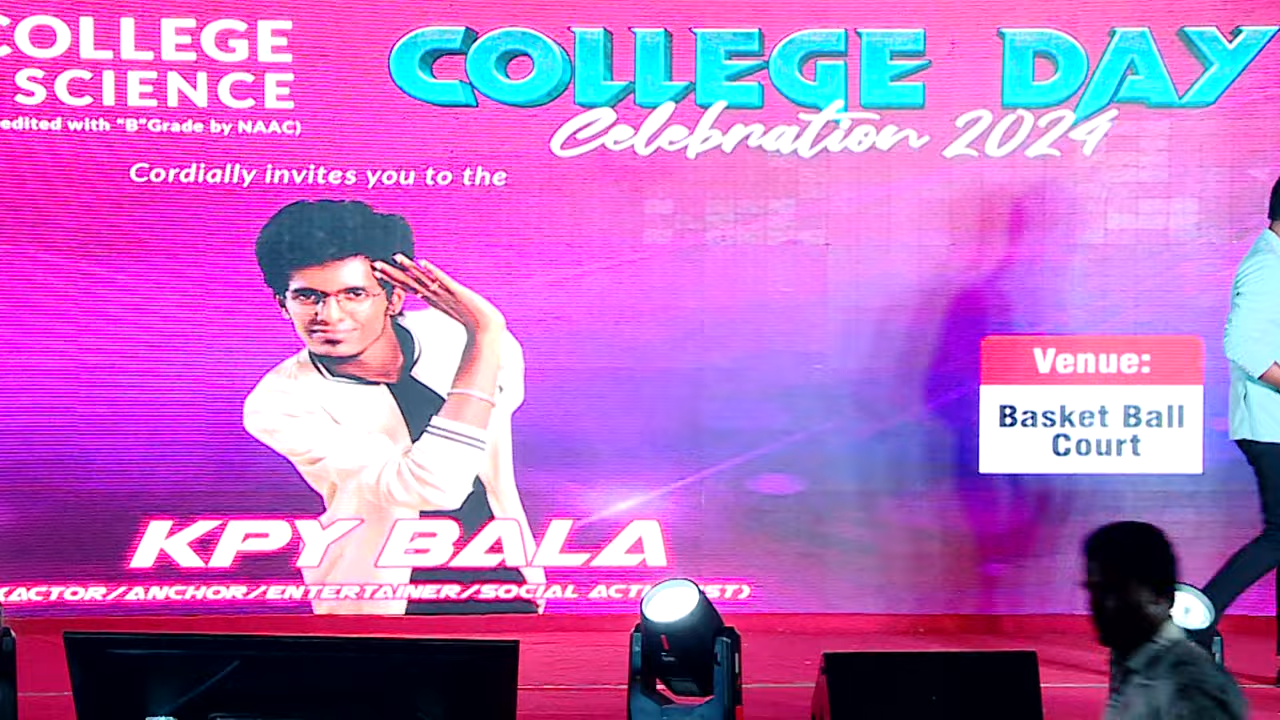 COLLEGE
SCIENCE
edited with "B"Grade by NAAC)
COLLEGE DAY
Celebration 2024
Cordially invites you to the
Venue:
Basket Ball
Court
KPY BALA
(ACTOR/ANCHOR/ENTERTAINER/SOCIAL